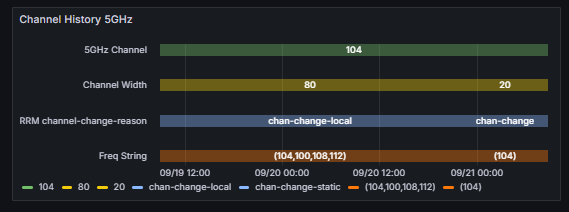 Channel History 5GHz
5GHz Channel 104
Channel Width 80 20
RRM channel-change-reason chan-change-local chan-change
Freq String (104,100,108,112) (104)
09/19 12:00 09/20 00:00 09/20 12:00 09/21 00:00
104 80 20 chan-change-local chan-change-static (104,100,108,112) (104)